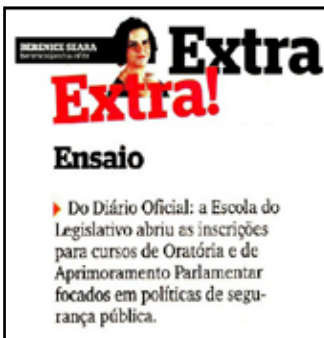 BERENICE SEARA
Extra
Extra!
Ensaio
Do Diário Oficial: a Escola do
Legislativo abriu as inscrições
para cursos de Oratória e de
Aprimoramento Parlamentar
focados em políticas de segu-
rança pública.